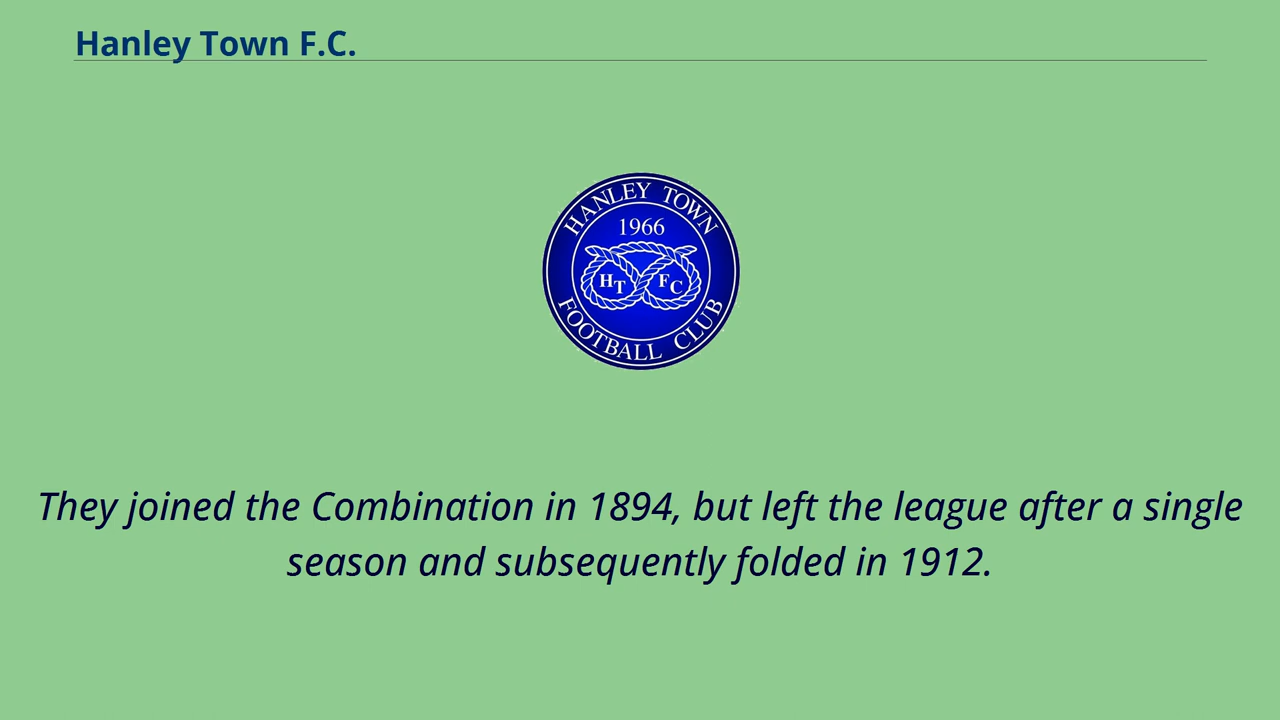 Hanley Town F.C.
HANLEY TOWN
1966
HT FC
FOOTBALL CLUB
They joined the Combination in 1894, but left the league after a single
season and subsequently folded in 1912.